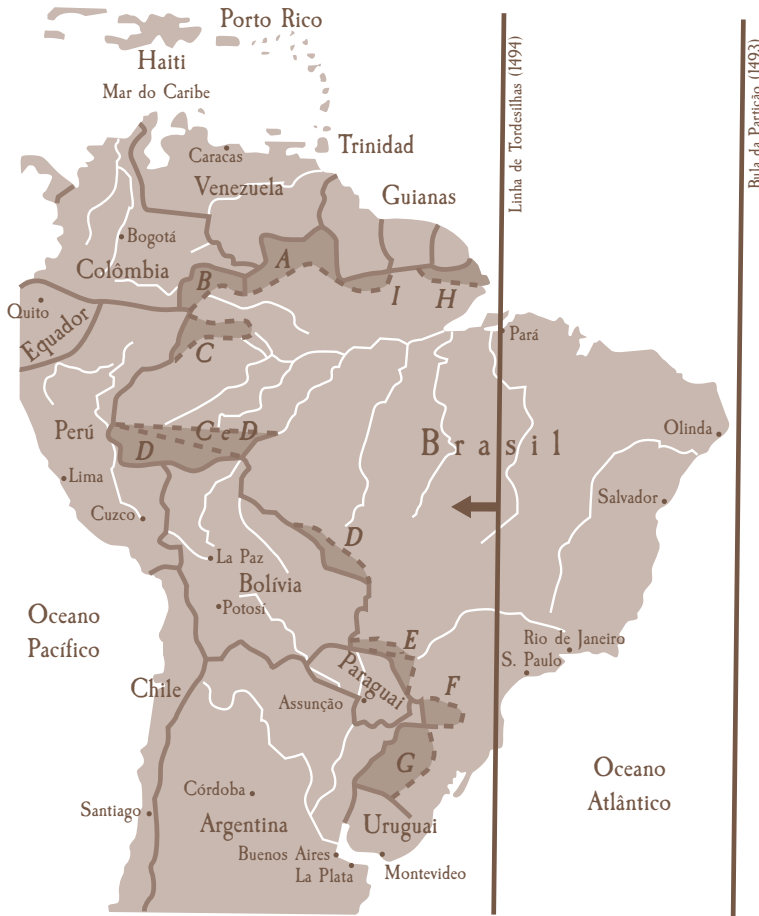 Porto Rico
Haiti
Mar do Caribe
Trinidad
Caracas
Venezuela
Guianas
Linha de Tordesilhas (1494)
Bula da Partição (1493)
Bogotá
Colômbia
A
B
I
H
Quito
Equador
C
Pará
Perú
C e D
D
Brasil
Olinda
Lima
Salvador
Cuzco
D
La Paz
Bolívia
Potosí
Oceano
Pacífico
E
Rio de Janeiro
S. Paulo
Paraguai
Chile
F
Assunção
G
Oceano
Atlântico
Córdoba
Santiago
Argentina
Uruguai
Buenos Aires
La Plata
Montevideo